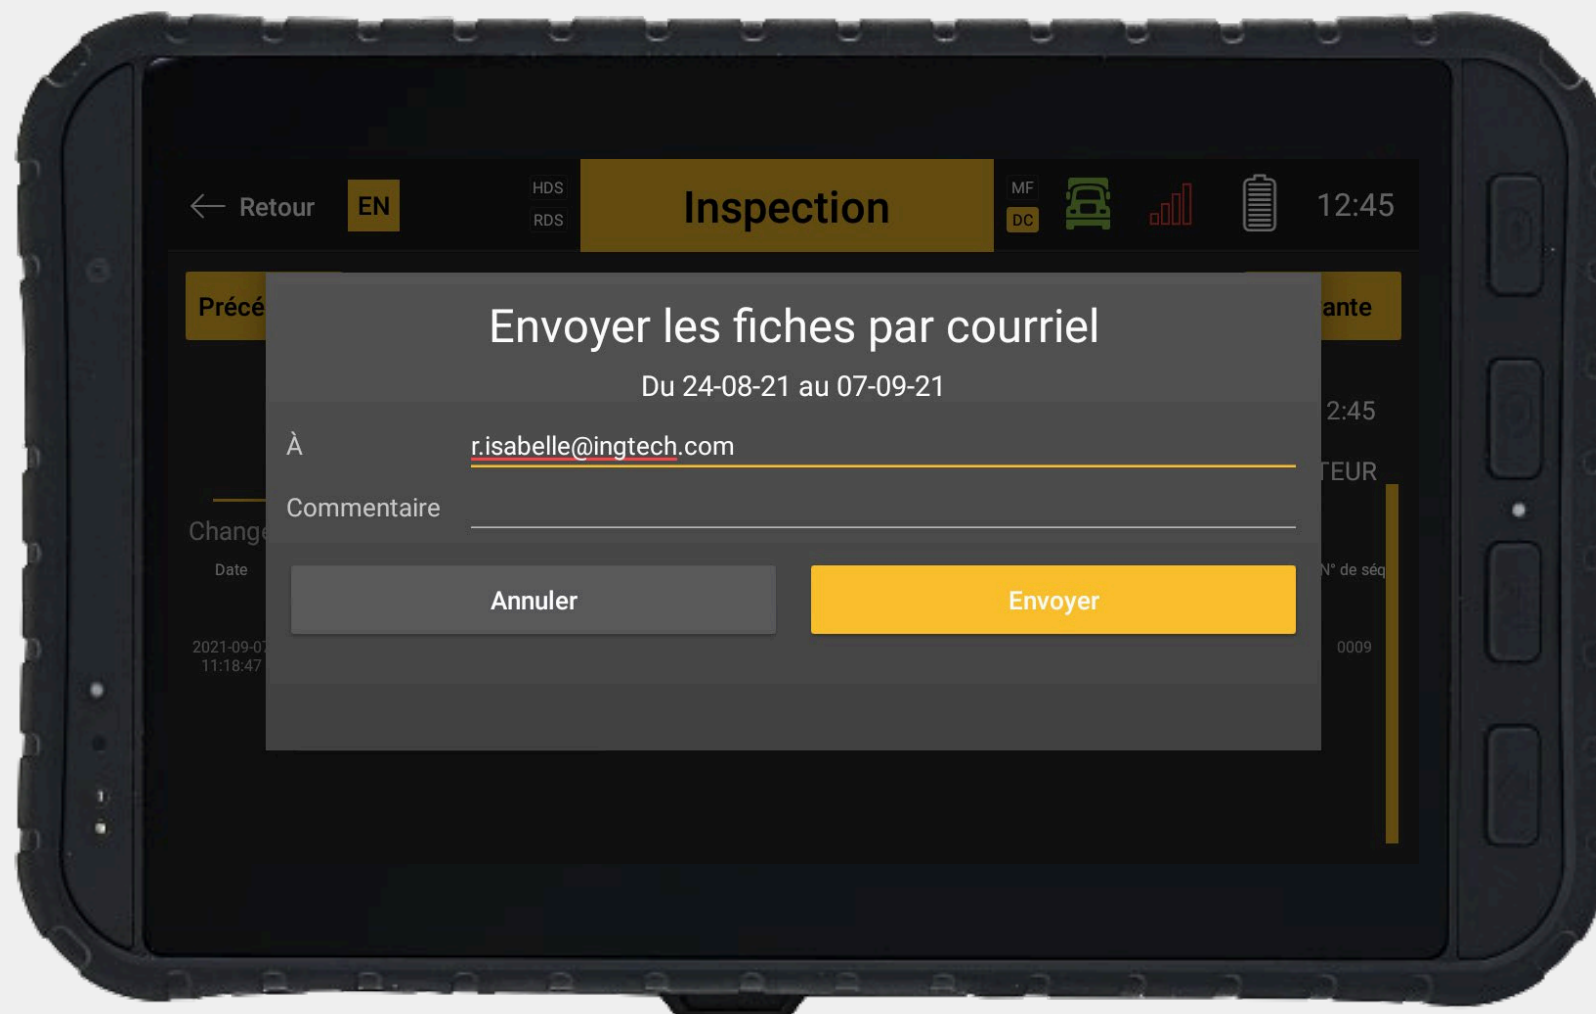 Retour EN HDS RDS Inspection MF DC 12:45
Précé
ante
Envoyer les fiches par courriel
Du 24-08-21 au 07-09-21
2:45
À r.isabelle@ingtech.com
TEUR
Commentaire
Change
Date
N° de séq
Annuler Envoyer
2021-09-07
11:18:47
0009